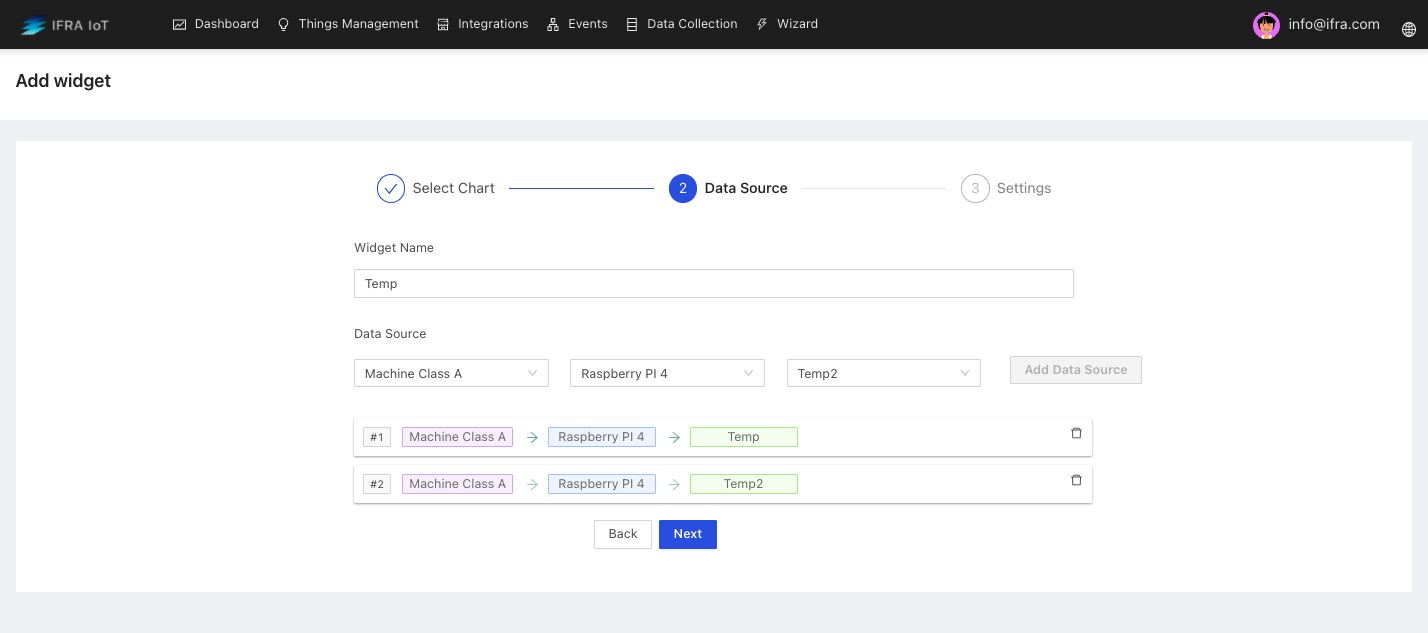 IFRA IoT Dashboard Things Management Integrations Events Data Collection Wizard info@ifra.com
Add widget
Select Chart 2 Data Source 3 Settings
Widget Name
Temp
Data Source
Machine Class A Raspberry PI 4 Temp2 Add Data Source
#1 Machine Class A Raspberry PI 4 Temp
#2 Machine Class A Raspberry PI 4 Temp2
Back Next